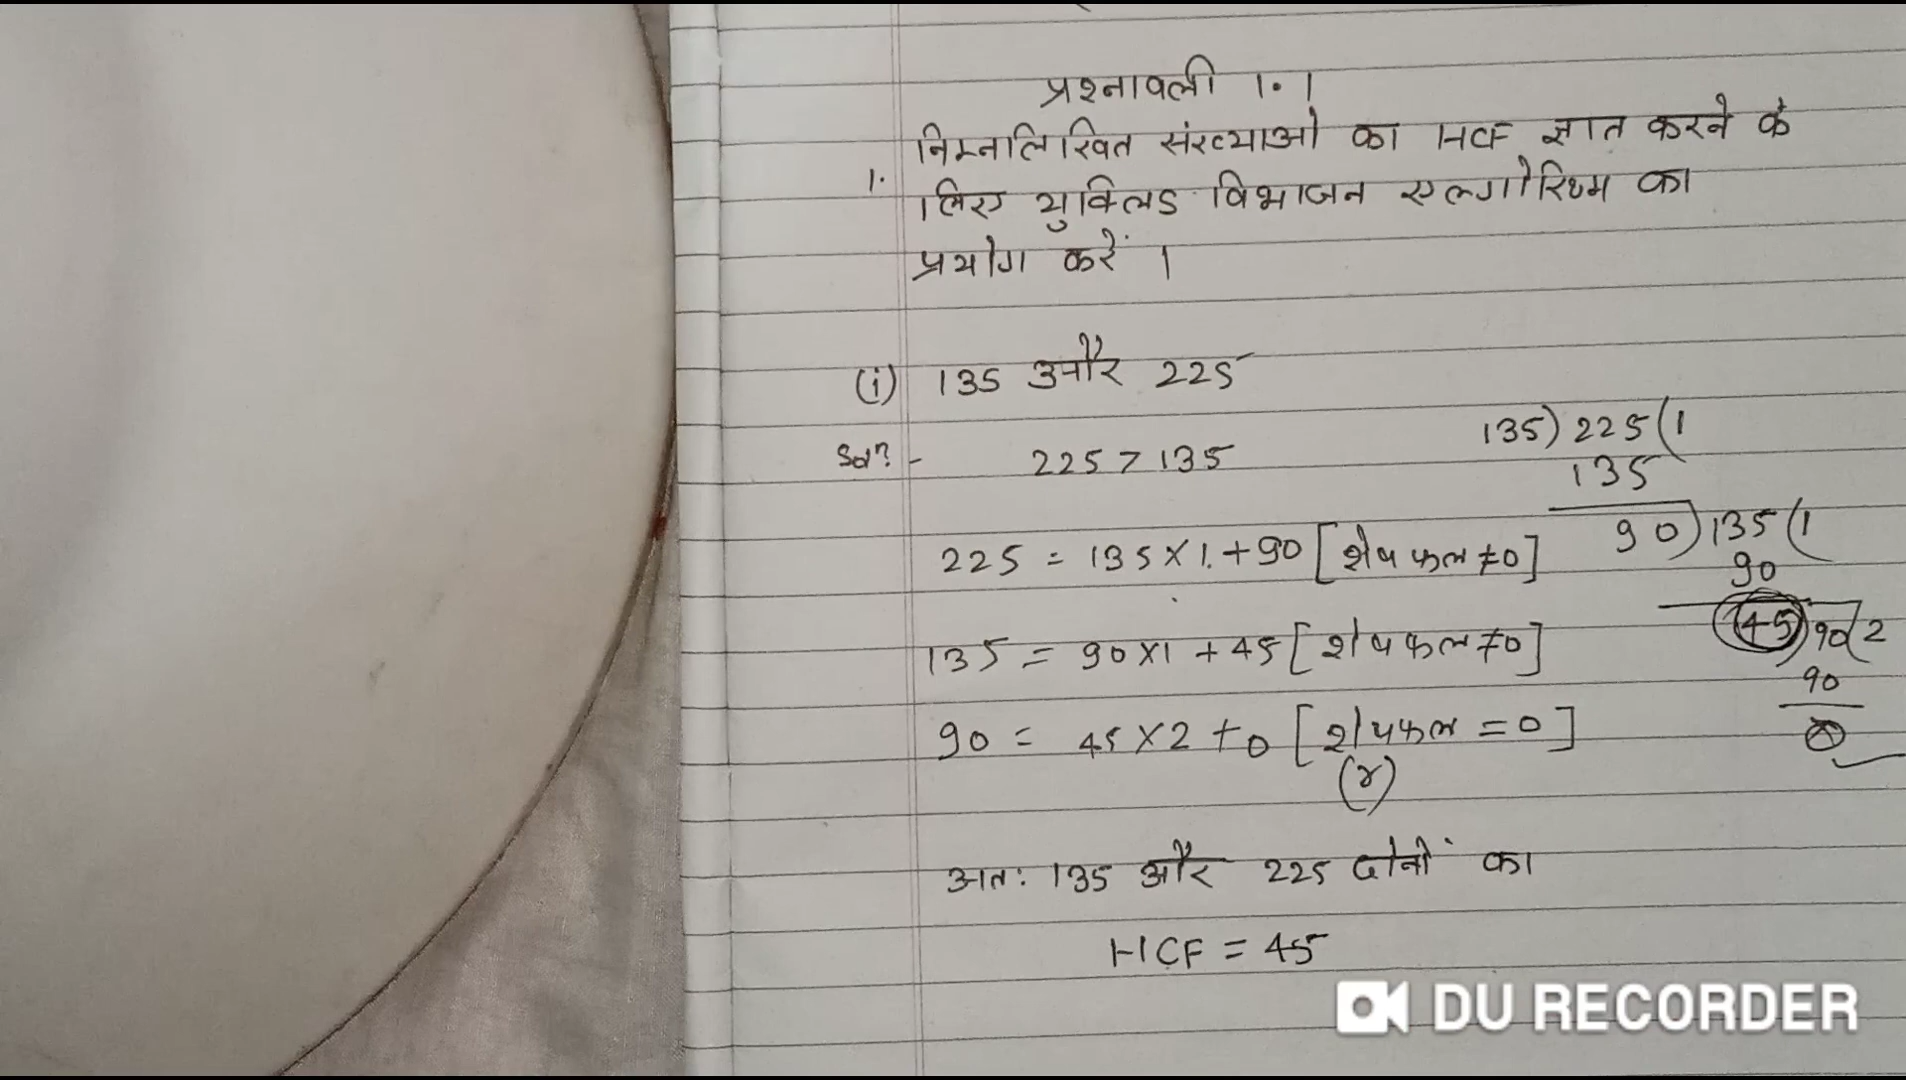 प्रश्नावली 1.1
1. निम्नलिखित संख्याओ का HCF ज्ञात करने के
लिए युक्लिड विभाजन एल्गोरिथ्म का
प्रयोग करें ।
(i) 135 और 225
Solⁿ - 225 > 135
225 = 135 × 1 + 90 [शेषफल ≠ 0]
135 = 90 × 1 + 45 [शेषफल ≠ 0]
90 = 45 × 2 + 0 [शेषफल = 0]
(r)
अत: 135 और 225 दोनों का
HCF = 45
135) 225 (1
135
90) 135 (1
90
45) 90 (2
90
0
DU RECORDER